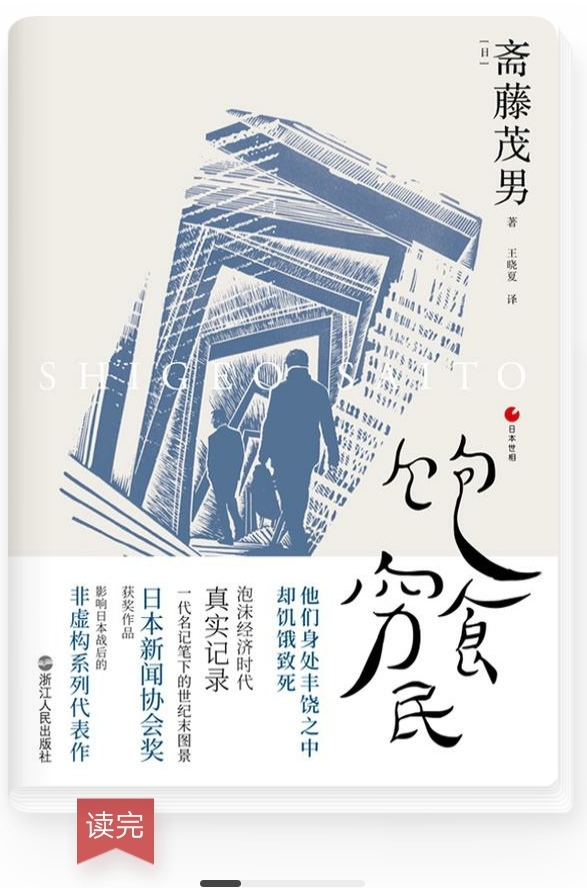 [日]
斋藤茂男
著
王晓夏 译
SHIGEO SAITO
日本世相
饱食穷民
他们身处丰饶之中
却饥饿致死
泡沫经济时代
真实记录
一代名记笔下的世纪末图景
日本新闻协会奖
获奖作品
影响日本战后的
非虚构系列代表作
浙江人民出版社
读完